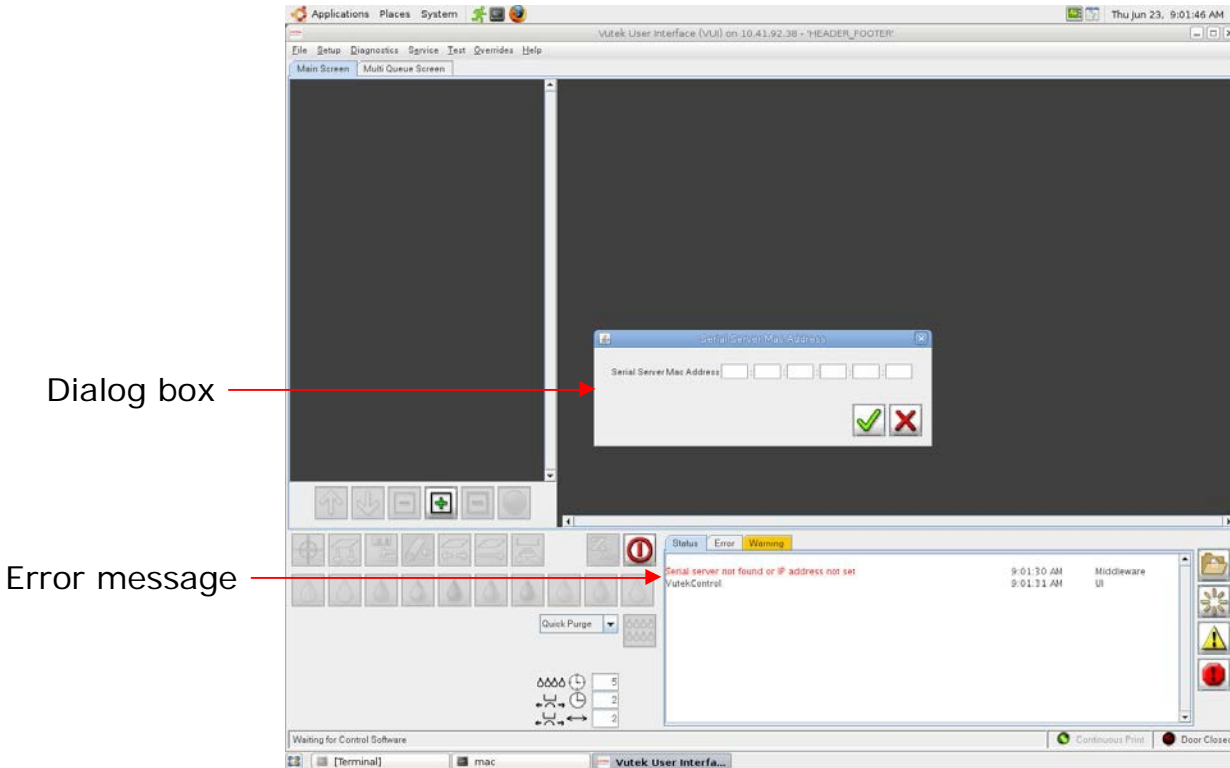 Applications Places System
Thu Jun 23, 9:01:46 AM
Vutek User Interface (VUI) on 10.41.92.38 - 'HEADER_FOOTER'
File Setup Diagnostics Service Test Overrides Help
Main Screen Multi Queue Screen
Serial Server Mac Address
Dialog box
Serial Server Mac Address : : : : :
Status Error Warning
Error message
Serial server not found or IP address not set 9:01:30 AM Middleware
VutekControl 9:01:31 AM UI
Quick Purge
5
2
2
Waiting for Control Software
Continuous Print
Door Closed
[Terminal]
mac
Vutek User Interfa...